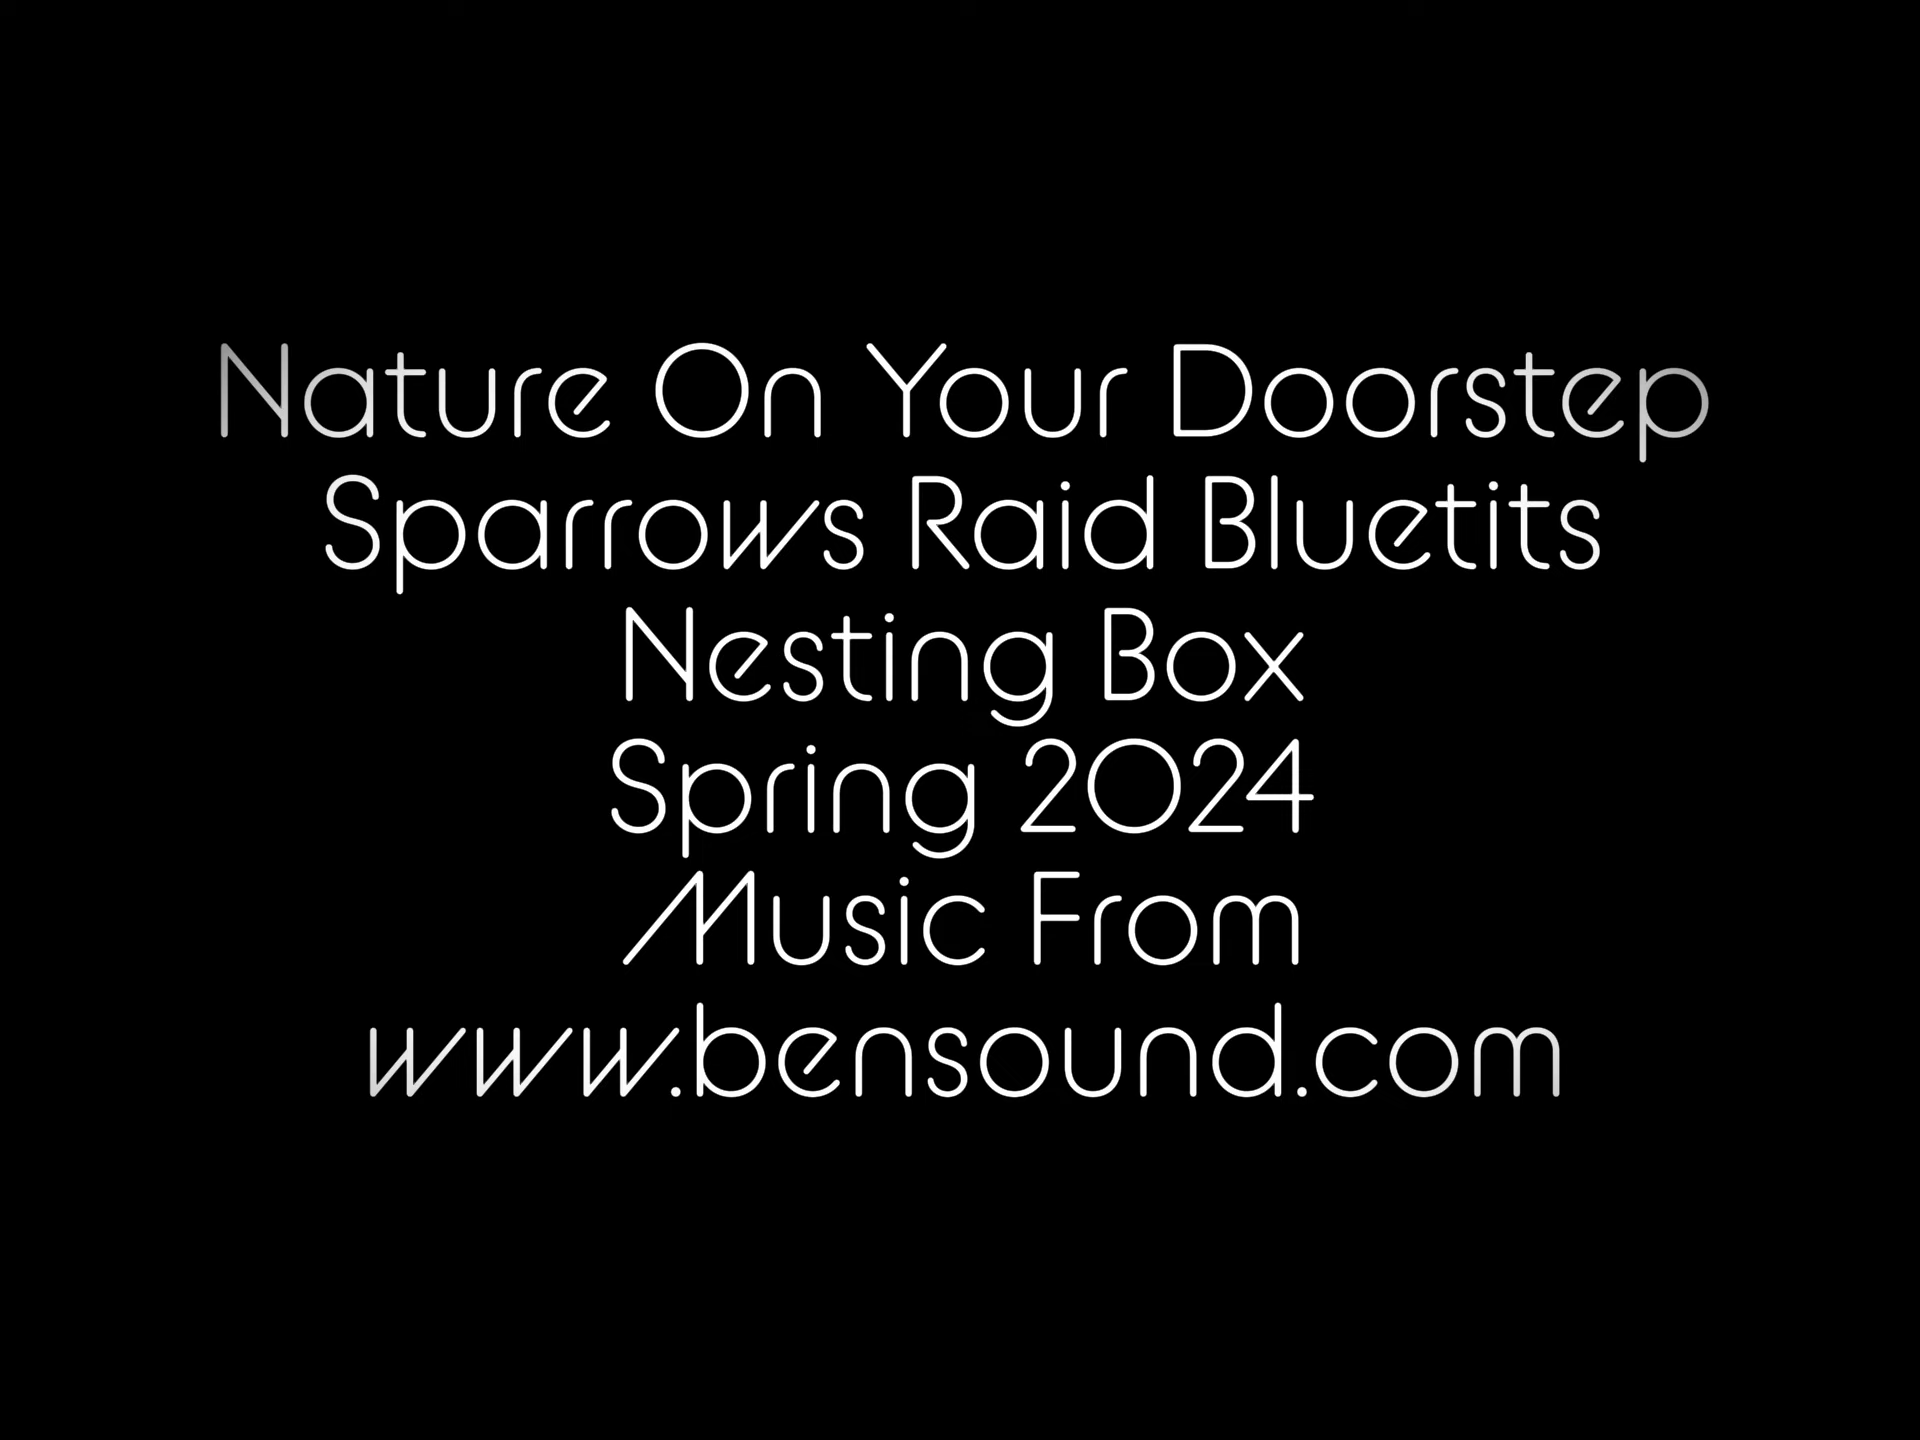 Nature On Your Doorstep
Sparrows Raid Bluetits
Nesting Box
Spring 2024
Music From
www.bensound.com